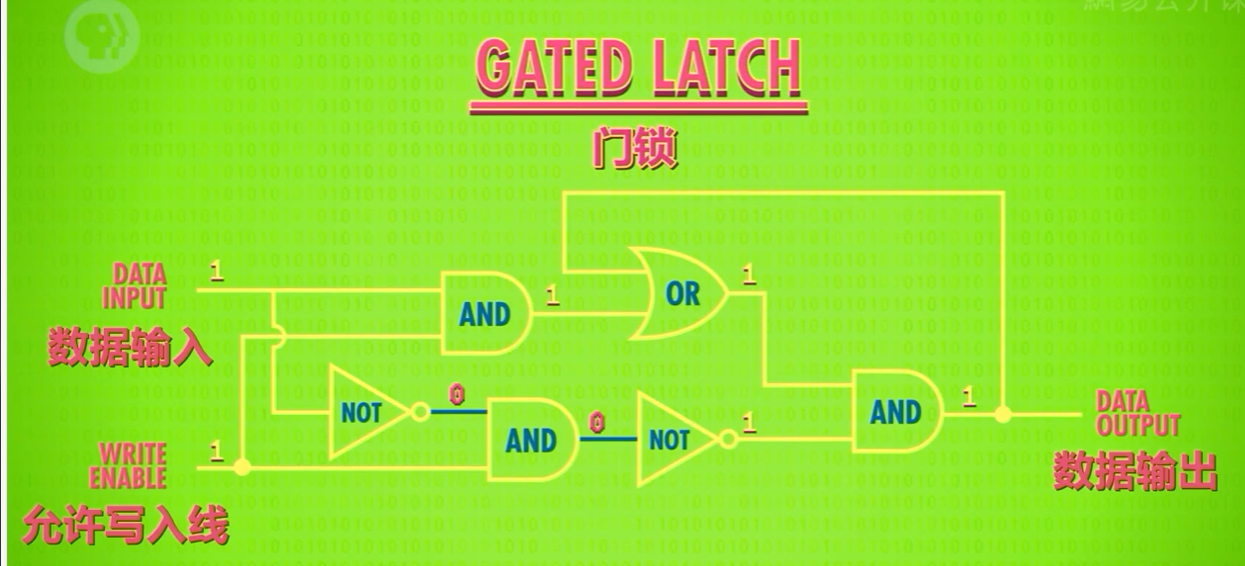 網易公开课
GATED LATCH
门锁
DATA
INPUT
1
数据输入
AND
1
OR
1
NOT
0
AND
0
NOT
1
AND
1
DATA
OUTPUT
数据输出
WRITE
ENABLE
1
允许写入线